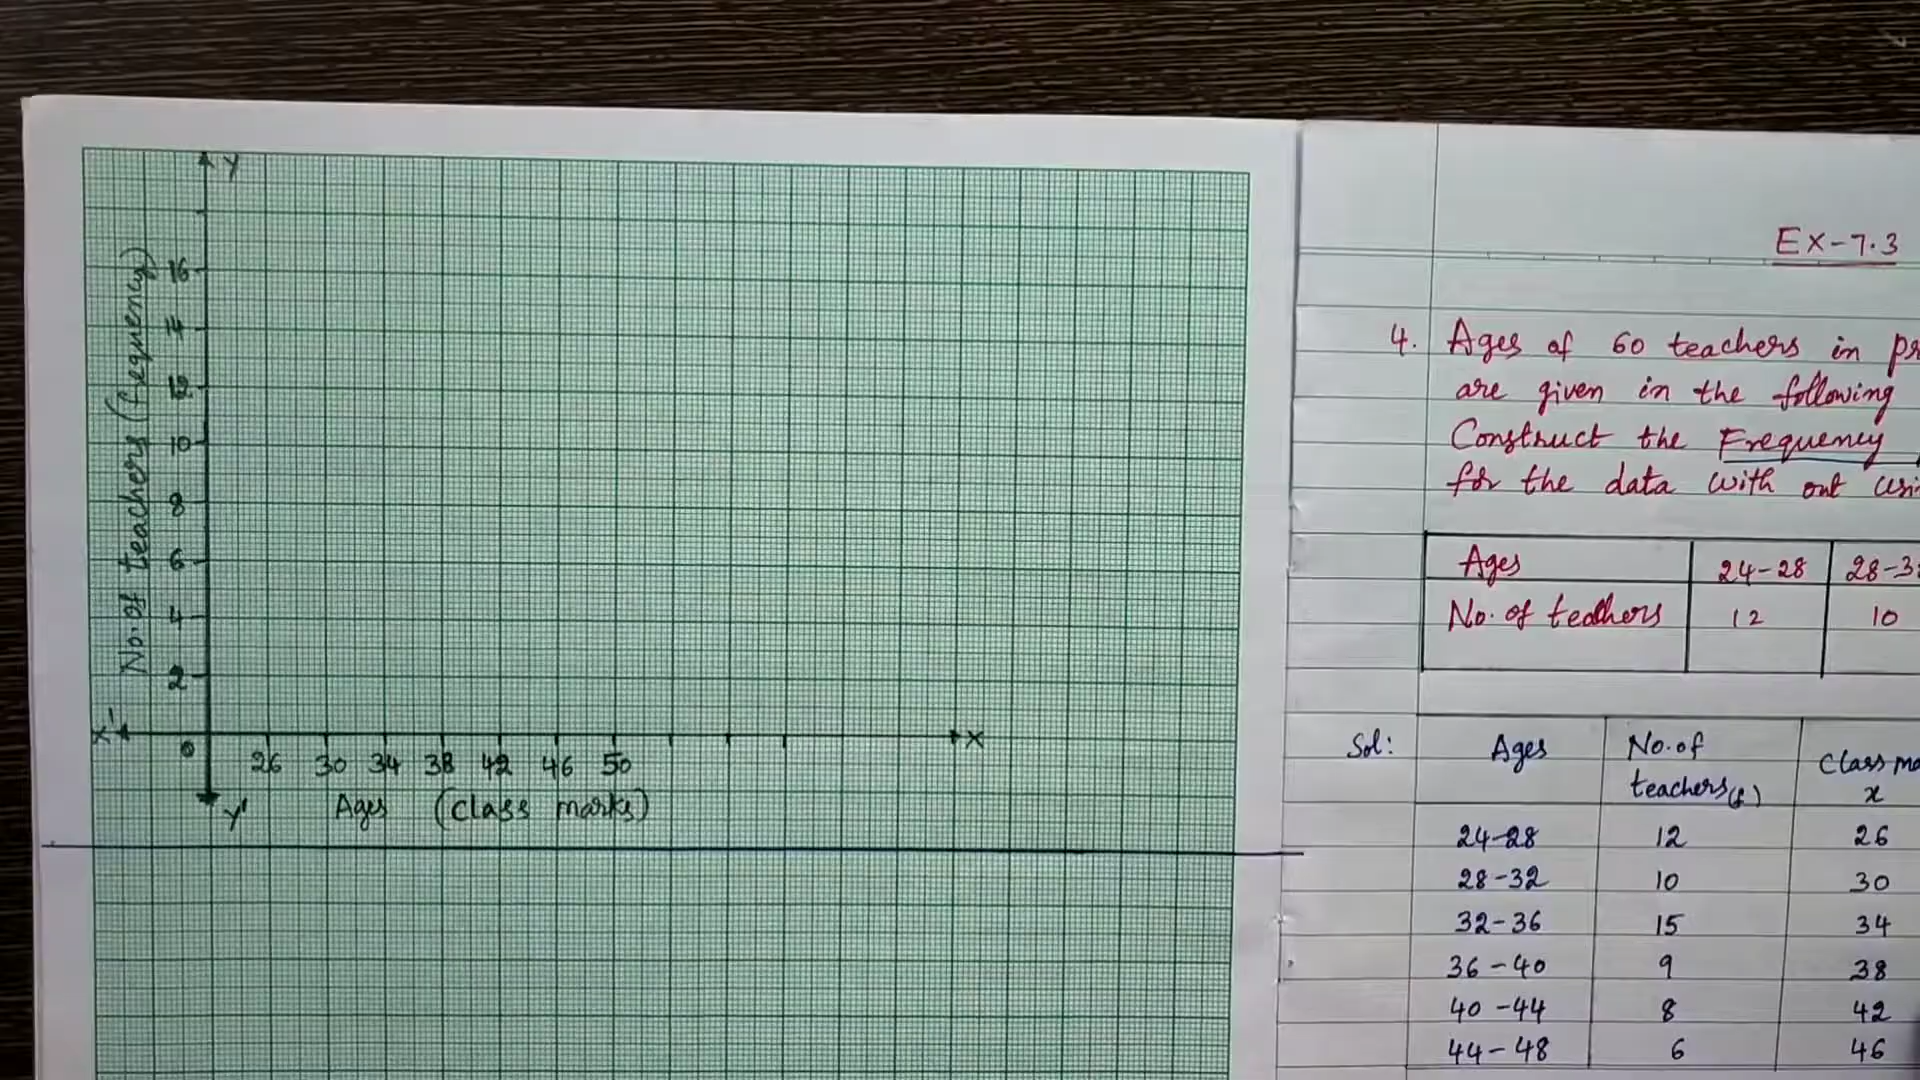 Y
No. of teachers (frequency)
16
14
12
10
8
6
4
2
X'
0
X
26 30 34 38 42 46 50
Ages (class marks)
Y'
EX-7.3
4. Ages of 60 teachers in
are given in the following
Construct the Frequency
for the data with out
Ages 24-28
No. of teachers 12 10
Sol: Ages No. of teachers (f) Class x
24-28 12 26
28-32 10 30
32-36 15 34
36-40 9 38
40-44 8 42
44-48 6 46